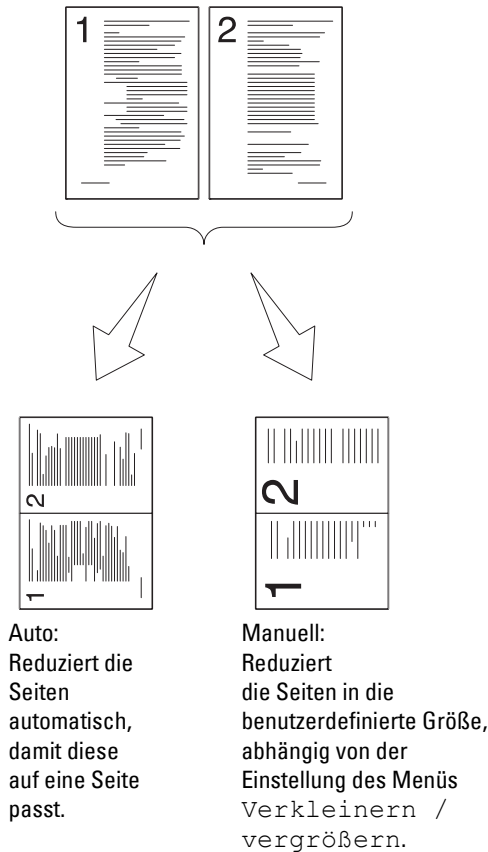 1
2
2
1
Auto:
Reduziert die
Seiten
automatisch,
damit diese
auf eine Seite
passt.
2
1
Manuell:
Reduziert
die Seiten in die
benutzerdefinierte Größe,
abhängig von der
Einstellung des Menüs
Verkleinern /
vergrößern.